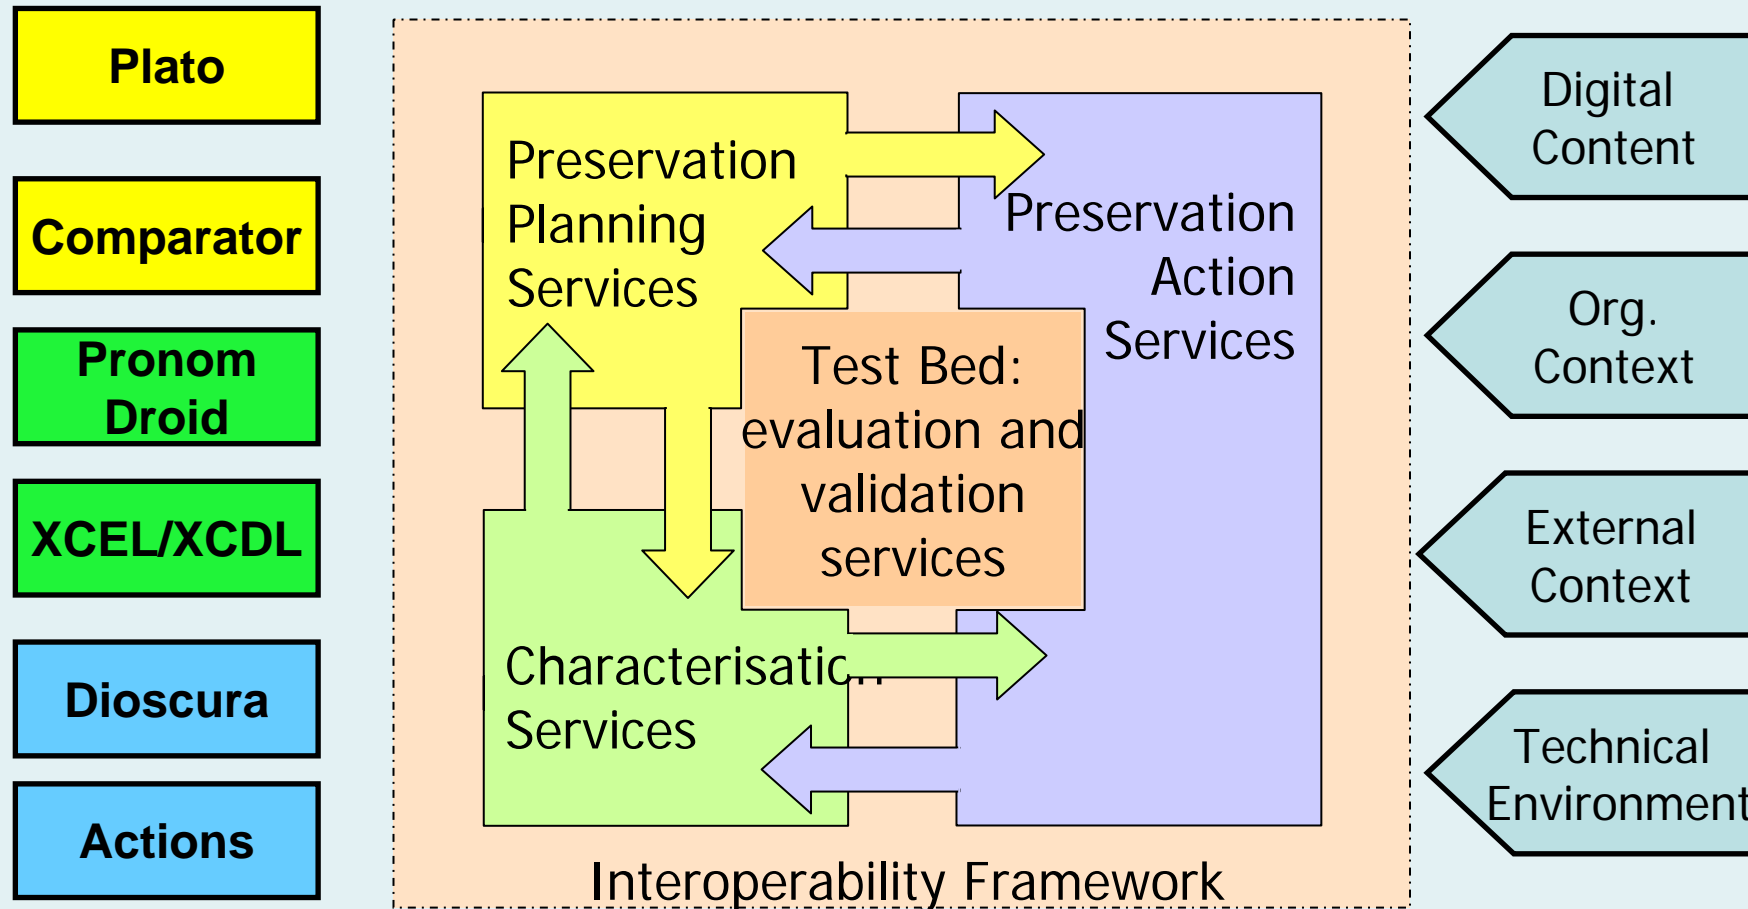 Plato
Comparator
Pronom
Droid
XCEL/XCDL
Dioscura
Actions
Preservation
Planning
Services
Preservation
Action
Services
Test Bed:
evaluation and
validation
services
Characterisation
Services
Interoperability Framework
Digital
Content
Org.
Context
External
Context
Technical
Environment